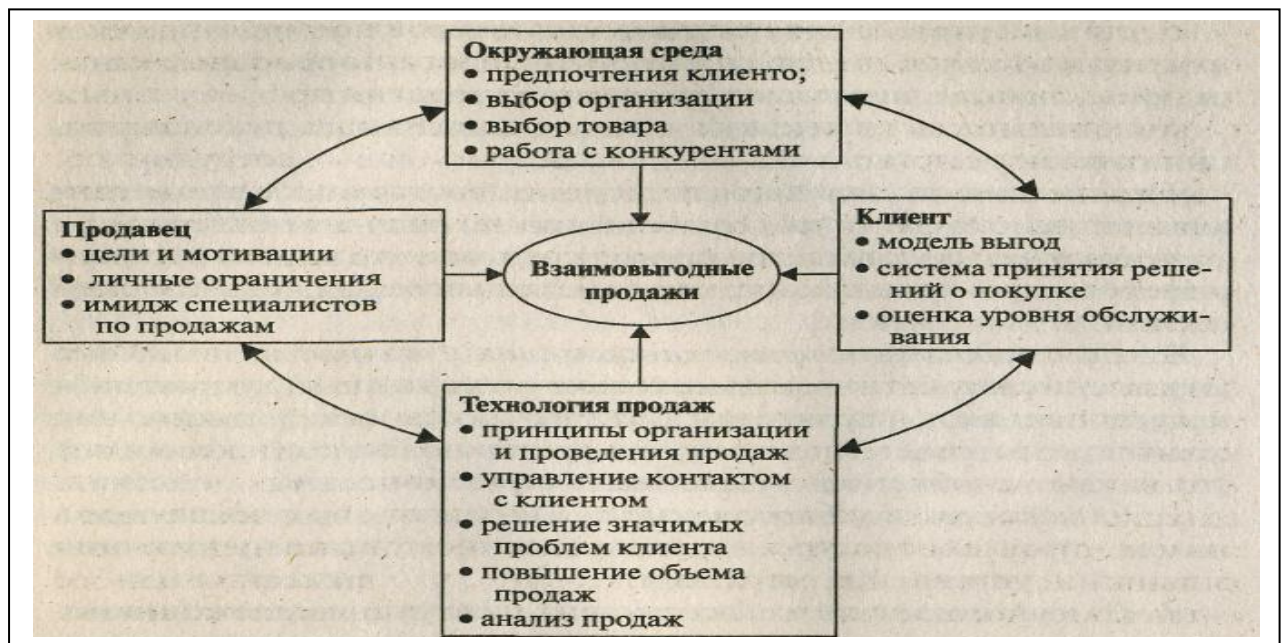 Окружающая среда
• предпочтения клиенто;
• выбор организации
• выбор товара
• работа с конкурентами
Продавец
• цели и мотивации
• личные ограничения
• имидж специалистов
по продажам
Взаимовыгодные
продажи
Клиент
• модель выгод
• система принятия реше-
ний о покупке
• оценка уровня обслужи-
вания
Технология продаж
• принципы организации
и проведения продаж
• управление контактом
с клиентом
• решение значимых
проблем клиента
• повышение объема
продаж
• анализ продаж